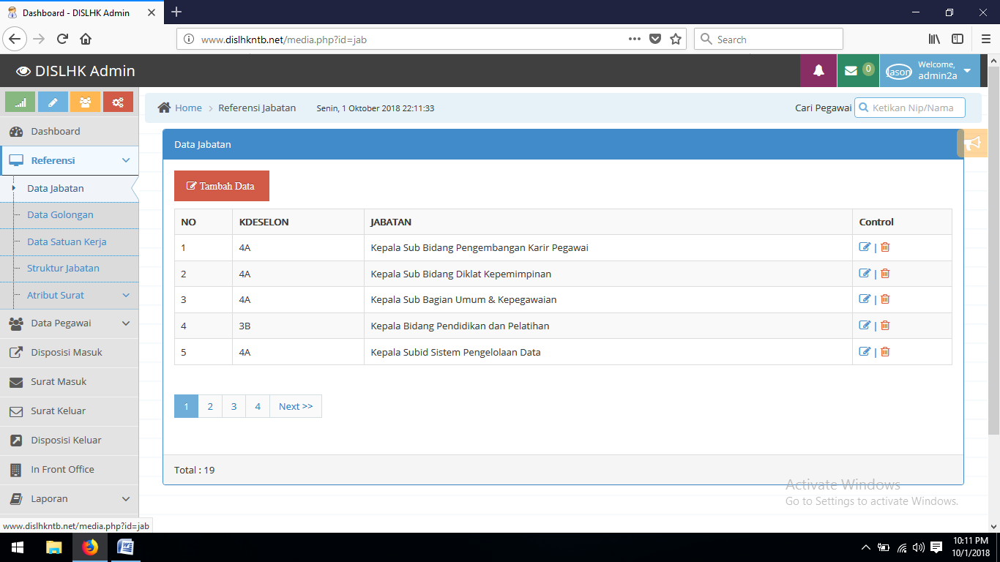 Dashboard - DISLHK Admin
www.dislhkntb.net/media.php?id=jab
Search
DISLHK Admin
0
Jason
Welcome,
admin2a
Home
Referensi Jabatan
Senin, 1 Oktober 2018 22:11:33
Cari Pegawai
Ketikan Nip/Nama
Dashboard
Referensi
Data Jabatan
Data Golongan
Data Satuan Kerja
Struktur Jabatan
Atribut Surat
Data Pegawai
Disposisi Masuk
Surat Masuk
Surat Keluar
Disposisi Keluar
In Front Office
Laporan
Data Jabatan
Tambah Data
NO KDESELON JABATAN Control
1 4A Kepala Sub Bidang Pengembangan Karir Pegawai |
2 4A Kepala Sub Bidang Diklat Kepemimpinan |
3 4A Kepala Sub Bagian Umum & Kepegawaian |
4 3B Kepala Bidang Pendidikan dan Pelatihan |
5 4A Kepala Subid Sistem Pengelolaan Data |
1 2 3 4 Next >>
Total : 19
Activate Windows
Go to Settings to activate Windows.
www.dislhkntb.net/media.php?id=jab
10:11 PM
10/1/2018